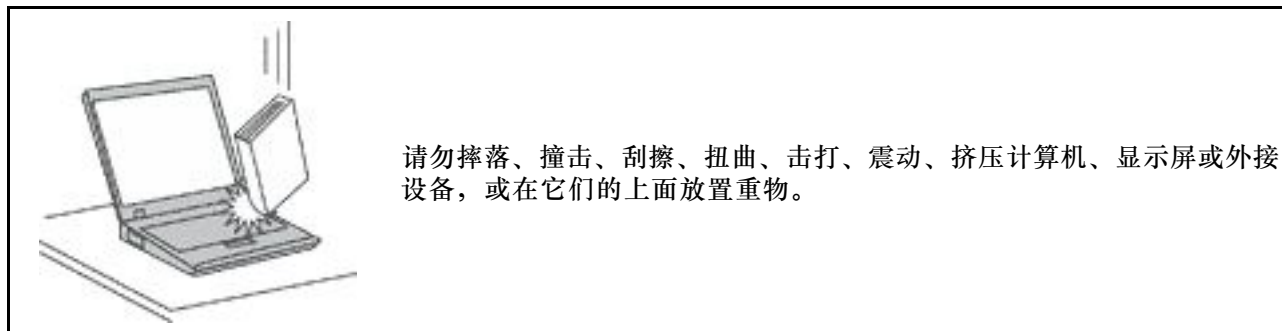 请勿摔落、撞击、刮擦、扭曲、击打、震动、挤压计算机、显示屏或外接
设备，或在它们的上面放置重物。